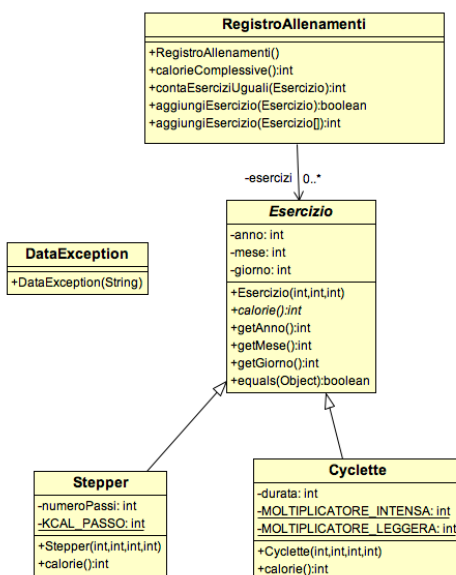 RegistroAllenamenti
+RegistroAllenamenti()
+calorieComplessive():int
+contaEserciziUguali(Esercizio):int
+aggiungiEsercizio(Esercizio):boolean
+aggiungiEsercizio(Esercizio[]):int
-esercizi 0..*
Esercizio
-anno: int
-mese: int
-giorno: int
+Esercizio(int,int,int)
+calorie():int
+getAnno():int
+getMese():int
+getGiorno():int
+equals(Object):boolean
DataException
+DataException(String)
Stepper
-numeroPassi: int
-KCAL_PASSO: int
+Stepper(int,int,int,int)
+calorie():int
Cyclette
-durata: int
-MOLTIPLICATORE_INTENSA: int
-MOLTIPLICATORE_LEGGERA: int
+Cyclette(int,int,int,int)
+calorie():int